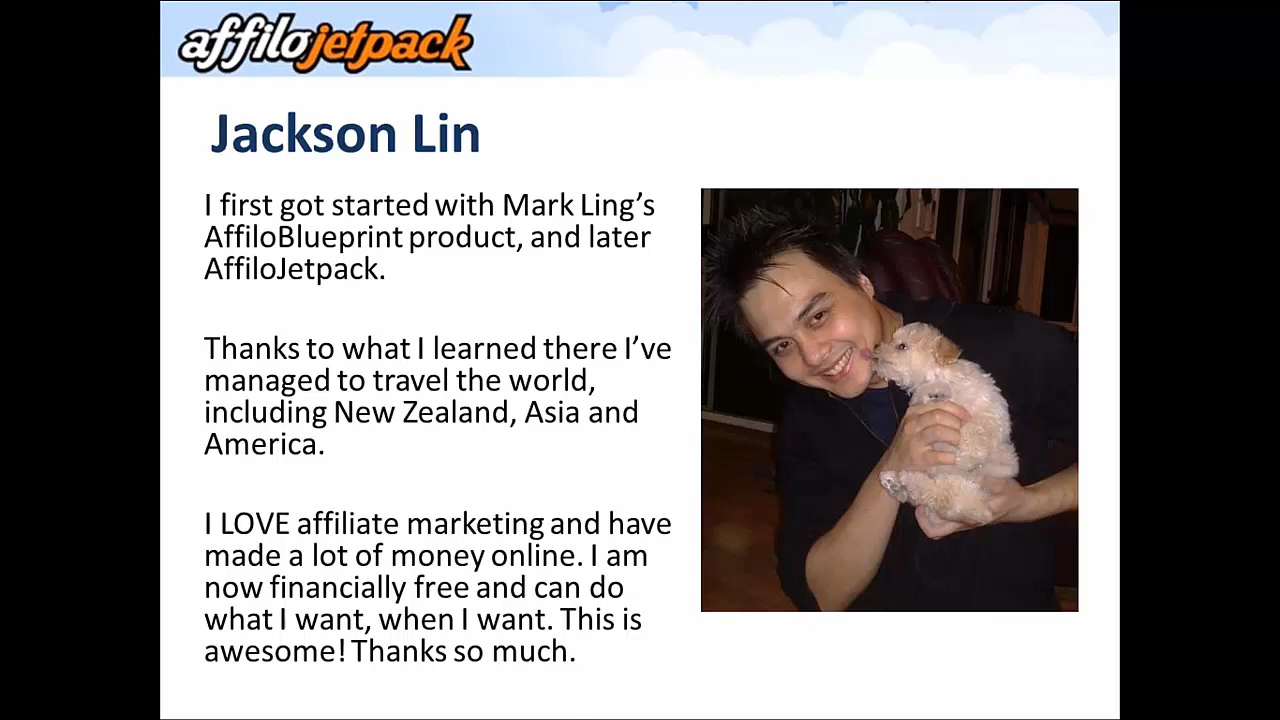 affilojetpack
Jackson Lin
I first got started with Mark Ling’s
AffiloBlueprint product, and later
AffiloJetpack.
Thanks to what I learned there I’ve
managed to travel the world,
including New Zealand, Asia and
America.
I LOVE affiliate marketing and have
made a lot of money online. I am
now financially free and can do
what I want, when I want. This is
awesome! Thanks so much.